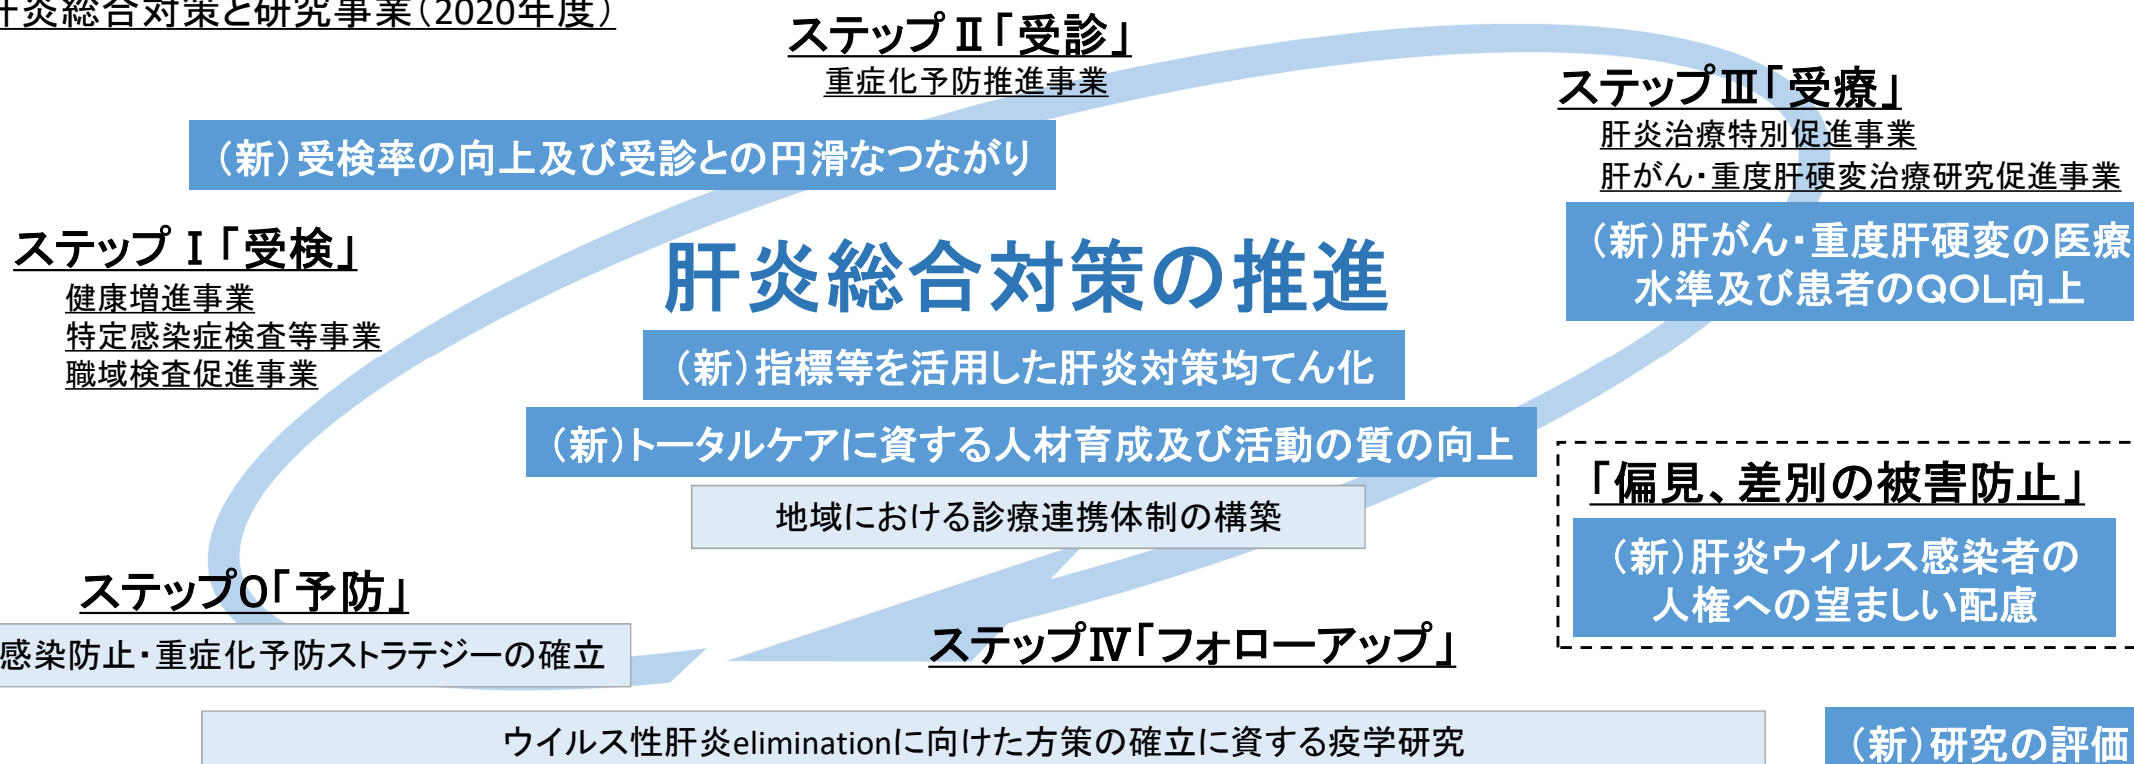 肝炎総合対策と研究事業（2020年度）
ステップⅡ「受診」
重症化予防推進事業
ステップⅢ「受療」
肝炎治療特別促進事業
肝がん・重度肝硬変治療研究促進事業
（新）受検率の向上及び受診との円滑なつながり
（新）肝がん・重度肝硬変の医療
水準及び患者のQOL向上
ステップⅠ「受検」
健康増進事業
特定感染症検査等事業
職域検査促進事業
肝炎総合対策の推進
（新）指標等を活用した肝炎対策均てん化
（新）トータルケアに資する人材育成及び活動の質の向上
地域における診療連携体制の構築
「偏見、差別の被害防止」
（新）肝炎ウイルス感染者の
人権への望ましい配慮
ステップ0「予防」
感染防止・重症化予防ストラテジーの確立
ステップⅣ「フォローアップ」
ウイルス性肝炎eliminationに向けた方策の確立に資する疫学研究
（新）研究の評価